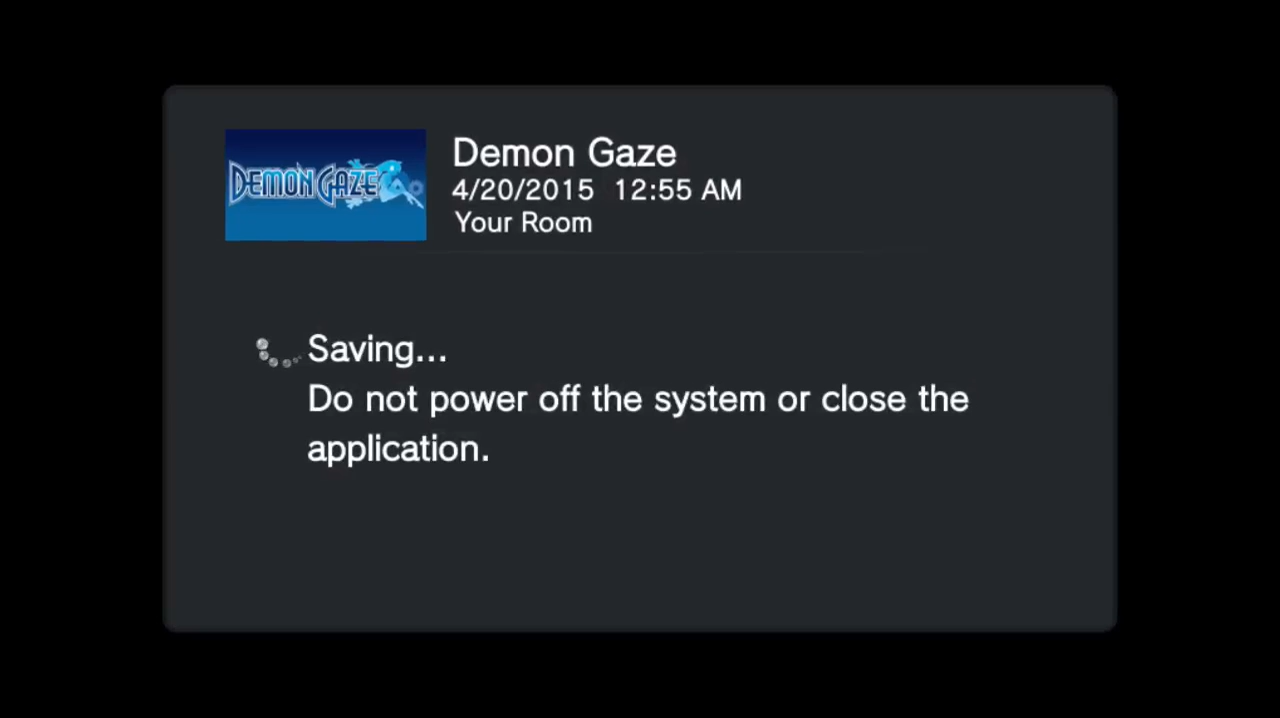 DEMON GAZE
Demon Gaze
4/20/2015 12:55 AM
Your Room
Saving...
Do not power off the system or close the
application.